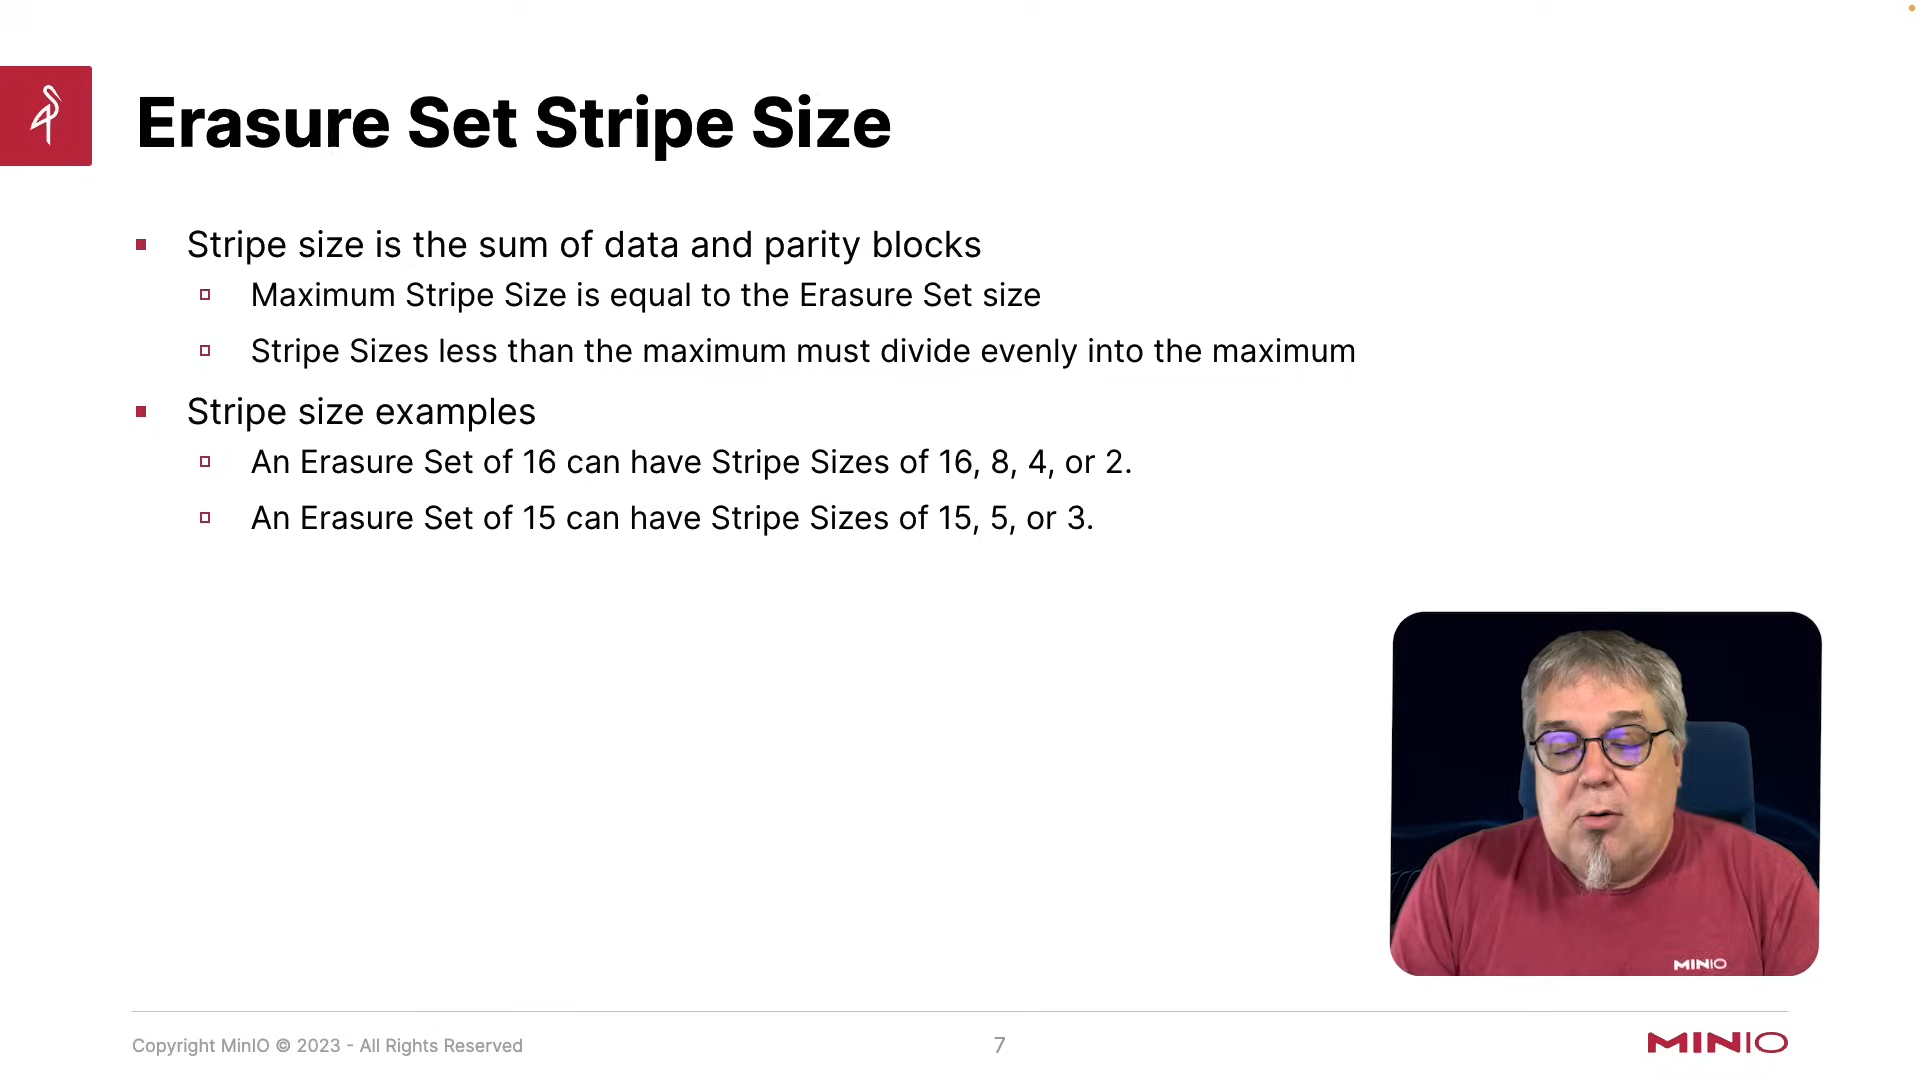 Erasure Set Stripe Size
Stripe size is the sum of data and parity blocks
Maximum Stripe Size is equal to the Erasure Set size
Stripe Sizes less than the maximum must divide evenly into the maximum
Stripe size examples
An Erasure Set of 16 can have Stripe Sizes of 16, 8, 4, or 2.
An Erasure Set of 15 can have Stripe Sizes of 15, 5, or 3.
MINIO
Copyright MinIO © 2023 - All Rights Reserved
7
MINIO